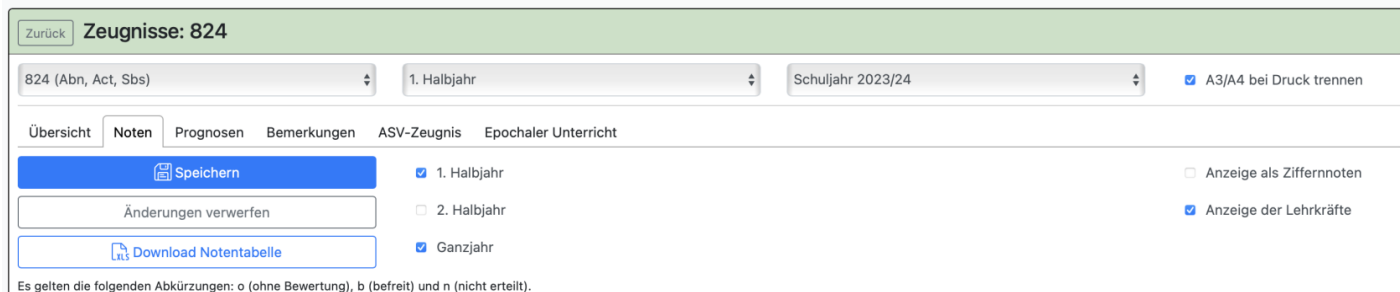 Zurück Zeugnisse: 824
824 (Abn, Act, Sbs) 1. Halbjahr Schuljahr 2023/24 A3/A4 bei Druck trennen
Übersicht Noten Prognosen Bemerkungen ASV-Zeugnis Epochaler Unterricht
Speichern 1. Halbjahr Anzeige als Ziffernnoten
Änderungen verwerfen 2. Halbjahr Anzeige der Lehrkräfte
XLS Download Notentabelle Ganzjahr
Es gelten die folgenden Abkürzungen: o (ohne Bewertung), b (befreit) und n (nicht erteilt).